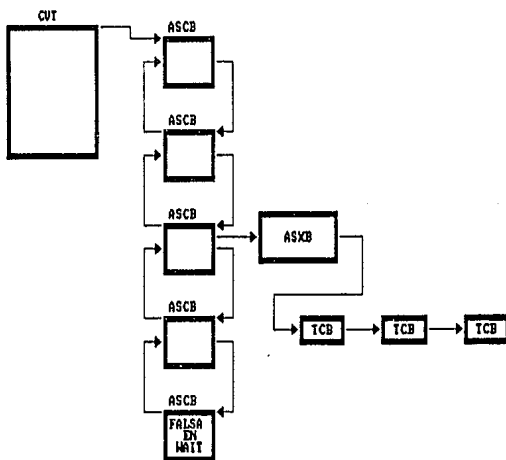 CVT
ASCB
ASCB
ASCB
ASXB
TCB
TCB
TCB
ASCB
ASCB
FALSA
EN
WAIT